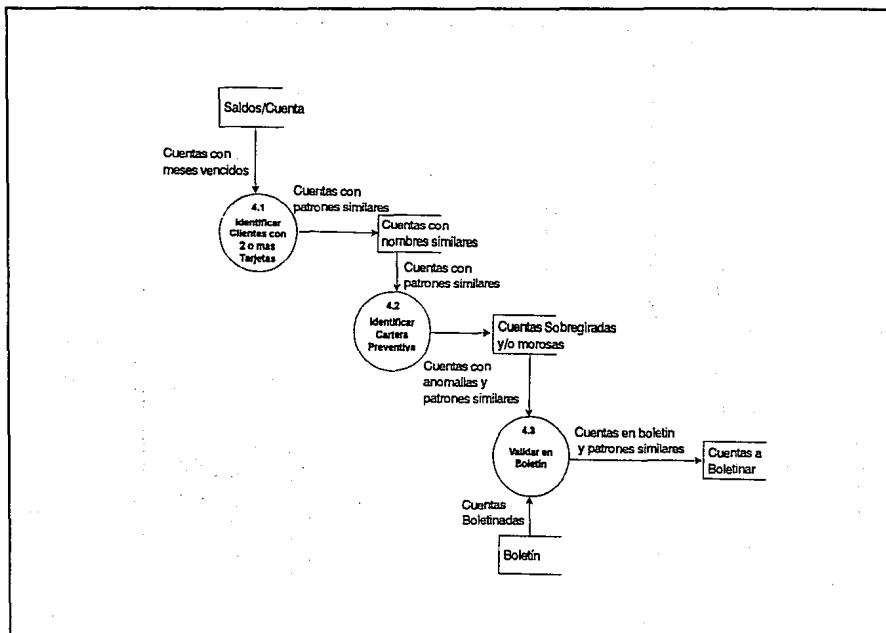 Saldos/Cuenta
Cuentas con
meses vencidos
4.1
Identificar
Clientes con
2 o mas
Tarjetas
Cuentas con
patrones similares
Cuentas con
nombres similares
Cuentas con
patrones similares
4.2
Identificar
Cartera
Preventiva
Cuentas Sobregiradas
y/o morosas
Cuentas con
anomalías y
patrones similares
4.3
Validar en
Boletín
Cuentas en boletin
y patrones similares
Cuentas a
Boletinar
Cuentas
Boletinadas
Boletín